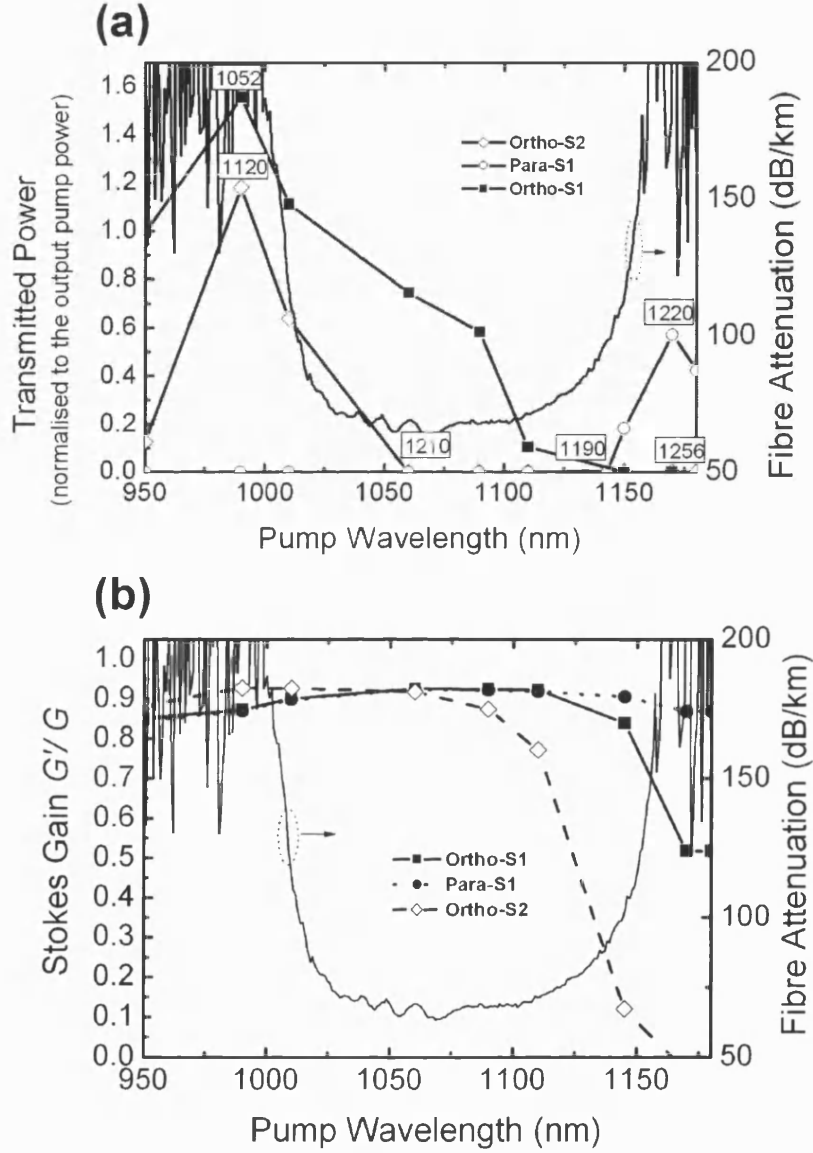 (a)
1.6
1.4
1.2
1.0
0.8
0.6
0.4
0.2
0.0
Transmitted Power
(normalised to the output pump power)
1052
1120
1210
1190
1220
1256
Ortho-S2
Para-S1
Ortho-S1
200
150
100
50
Fibre Attenuation (dB/km)
950 1000 1050 1100 1150
Pump Wavelength (nm)
(b)
1.0
0.9
0.8
0.7
0.6
0.5
0.4
0.3
0.2
0.1
0.0
Stokes Gain G'/ G
Ortho-S1
Para-S1
Ortho-S2
200
150
100
50
Fibre Attenuation (dB/km)
950 1000 1050 1100 1150
Pump Wavelength (nm)